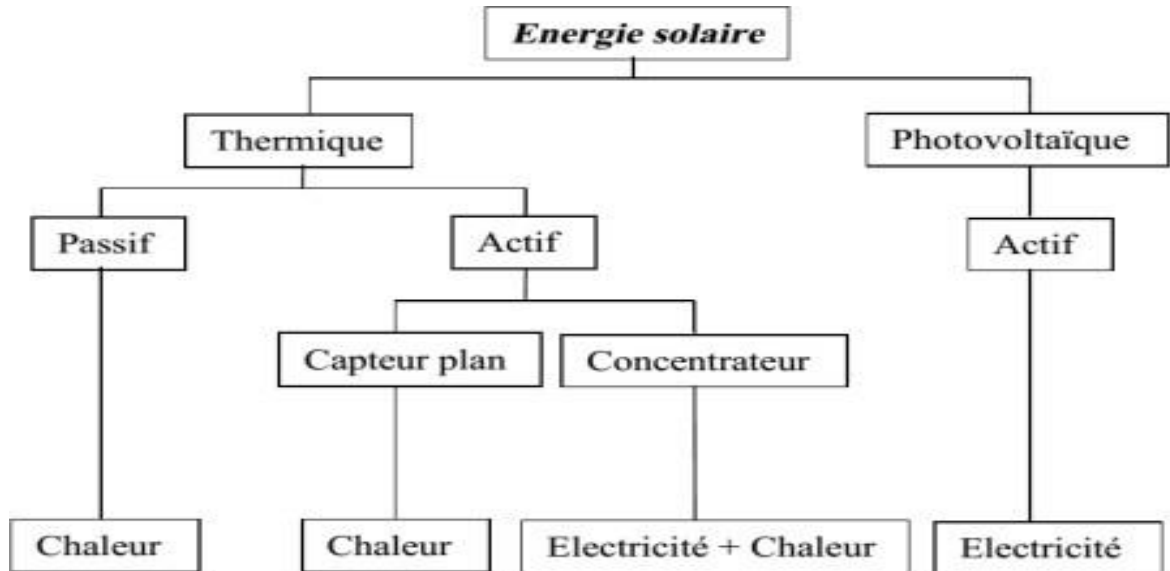 Energie solaire
Thermique
Photovoltaïque
Passif
Actif
Actif
Capteur plan
Concentrateur
Chaleur
Chaleur
Electricité + Chaleur
Electricité